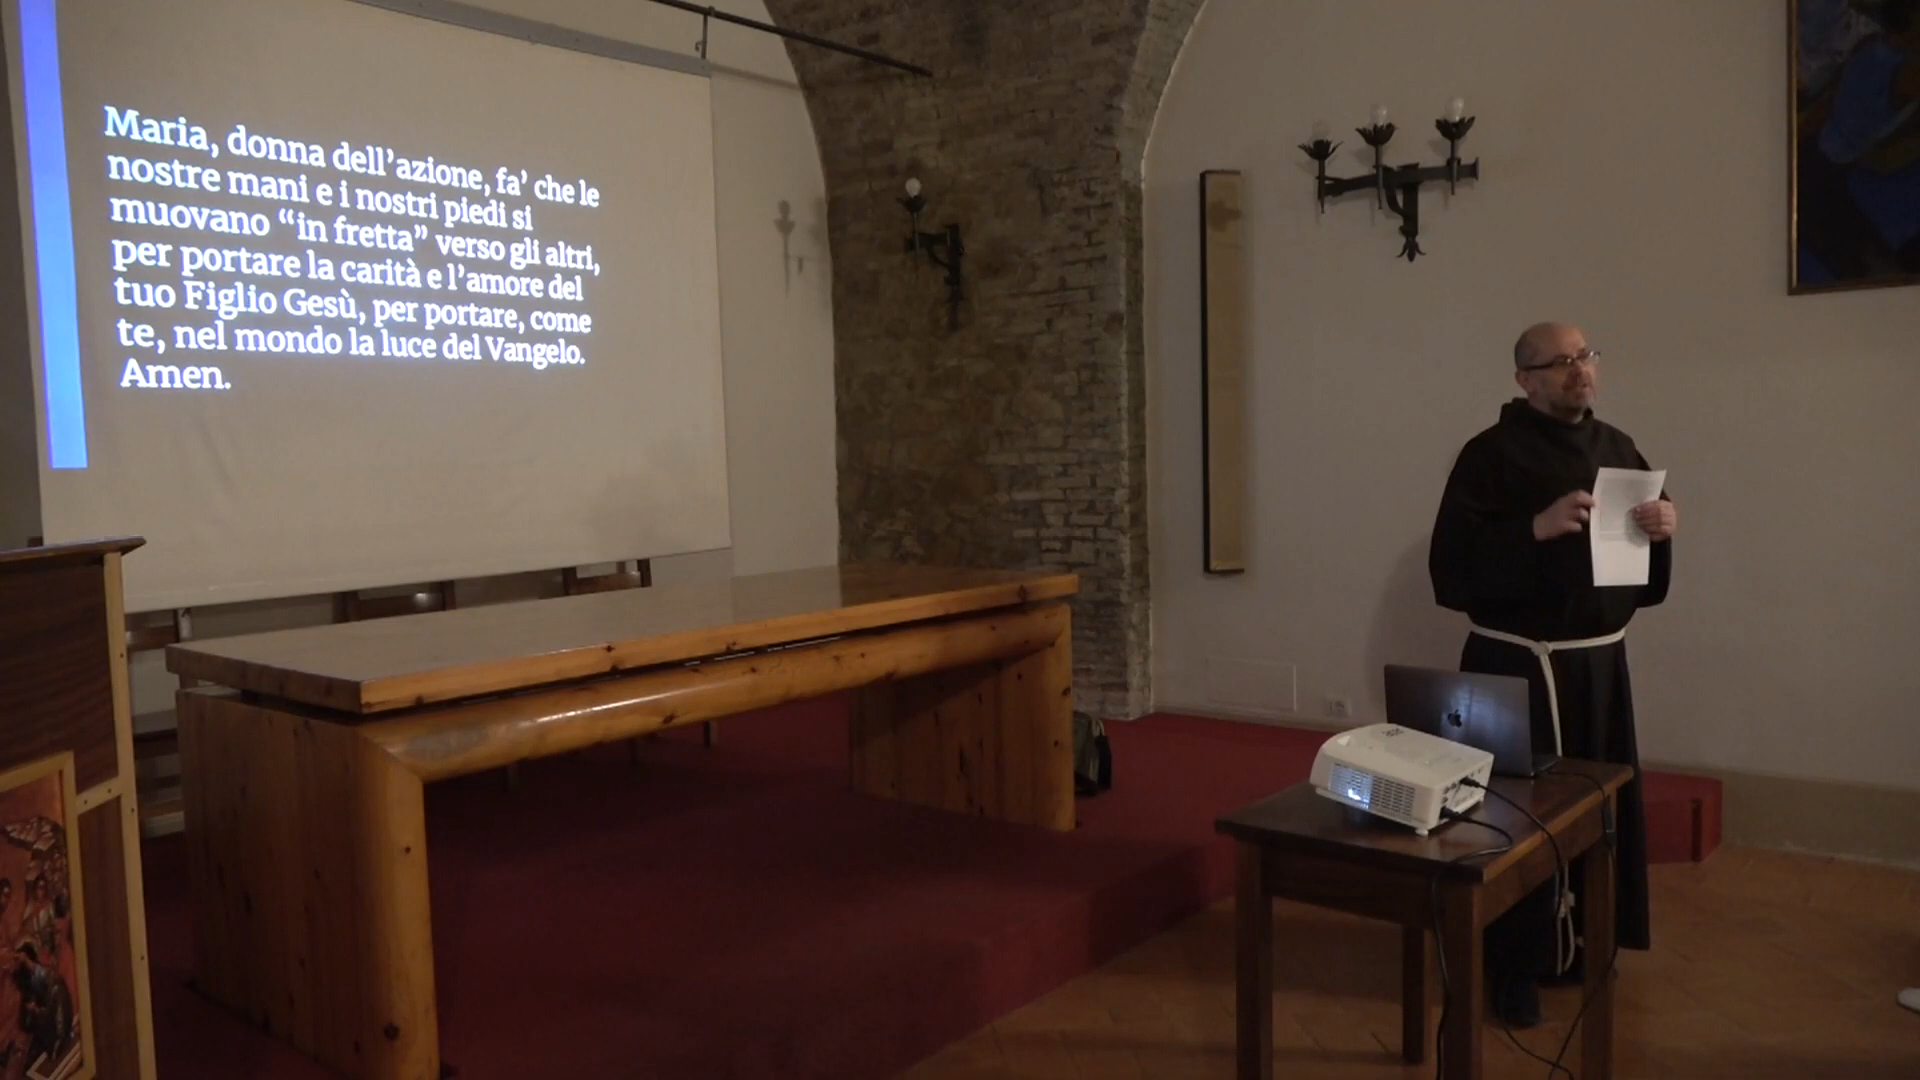 Maria, donna dell’azione, fa’ che le
nostre mani e i nostri piedi si
muovano “in fretta” verso gli altri,
per portare la carità e l’amore del
tuo Figlio Gesù, per portare, come
te, nel mondo la luce del Vangelo.
Amen.